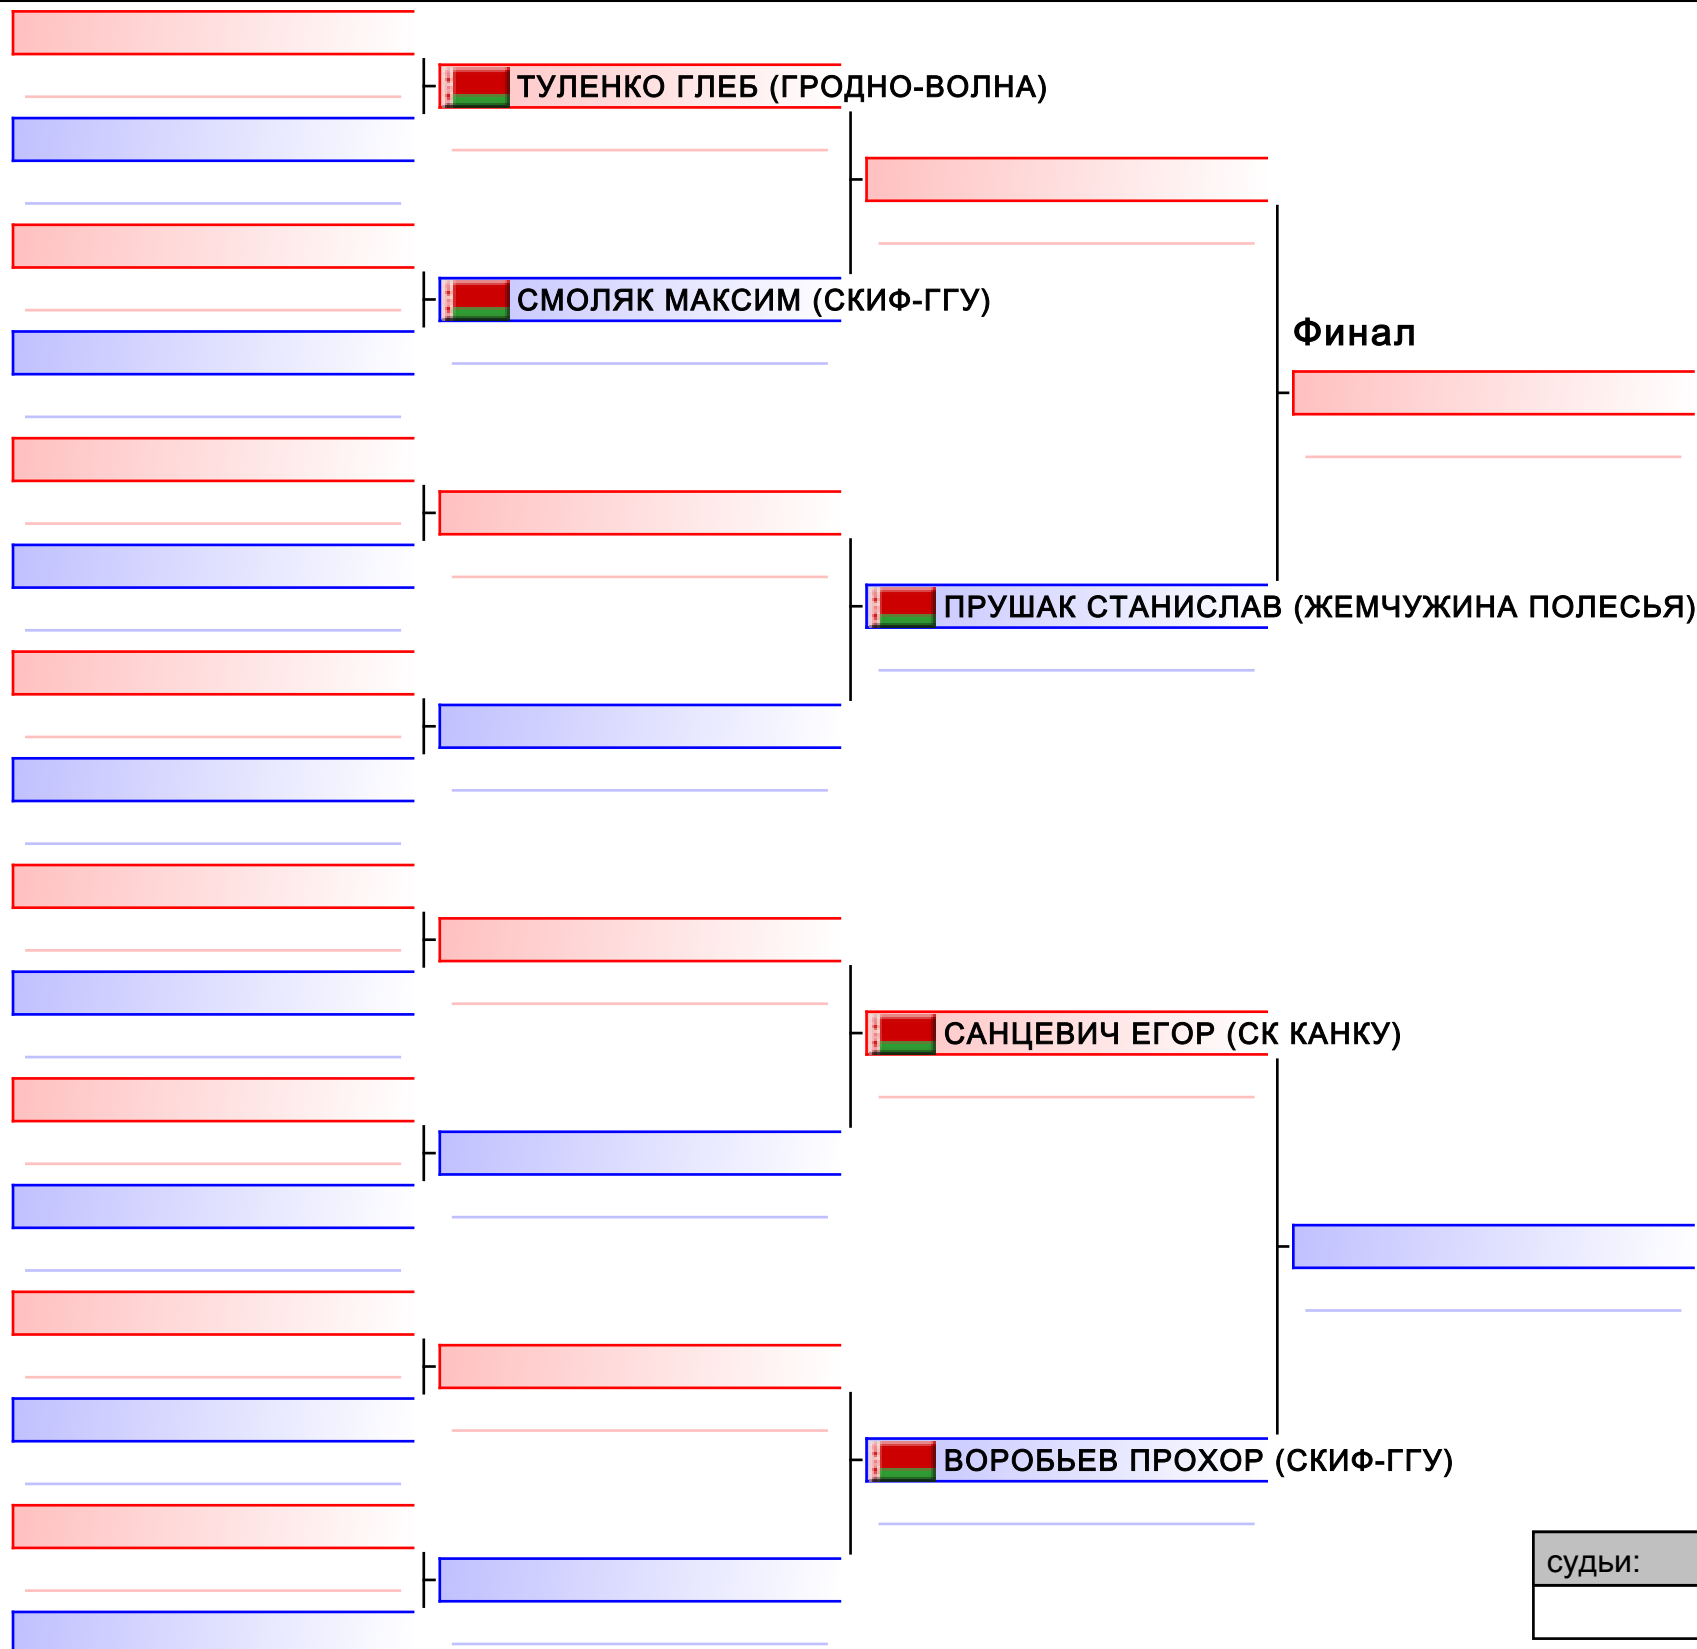 ТУЛЕНКО ГЛЕБ (ГРОДНО-ВОЛНА)
СМОЛЯК МАКСИМ (СКИФ-ГГУ)
Финал
ПРУШАК СТАНИСЛАВ (ЖЕМЧУЖИНА ПОЛЕСЬЯ)
САНЦЕВИЧ ЕГОР (СК КАНКУ)
ВОРОБЬЕВ ПРОХОР (СКИФ-ГГУ)
судьи: